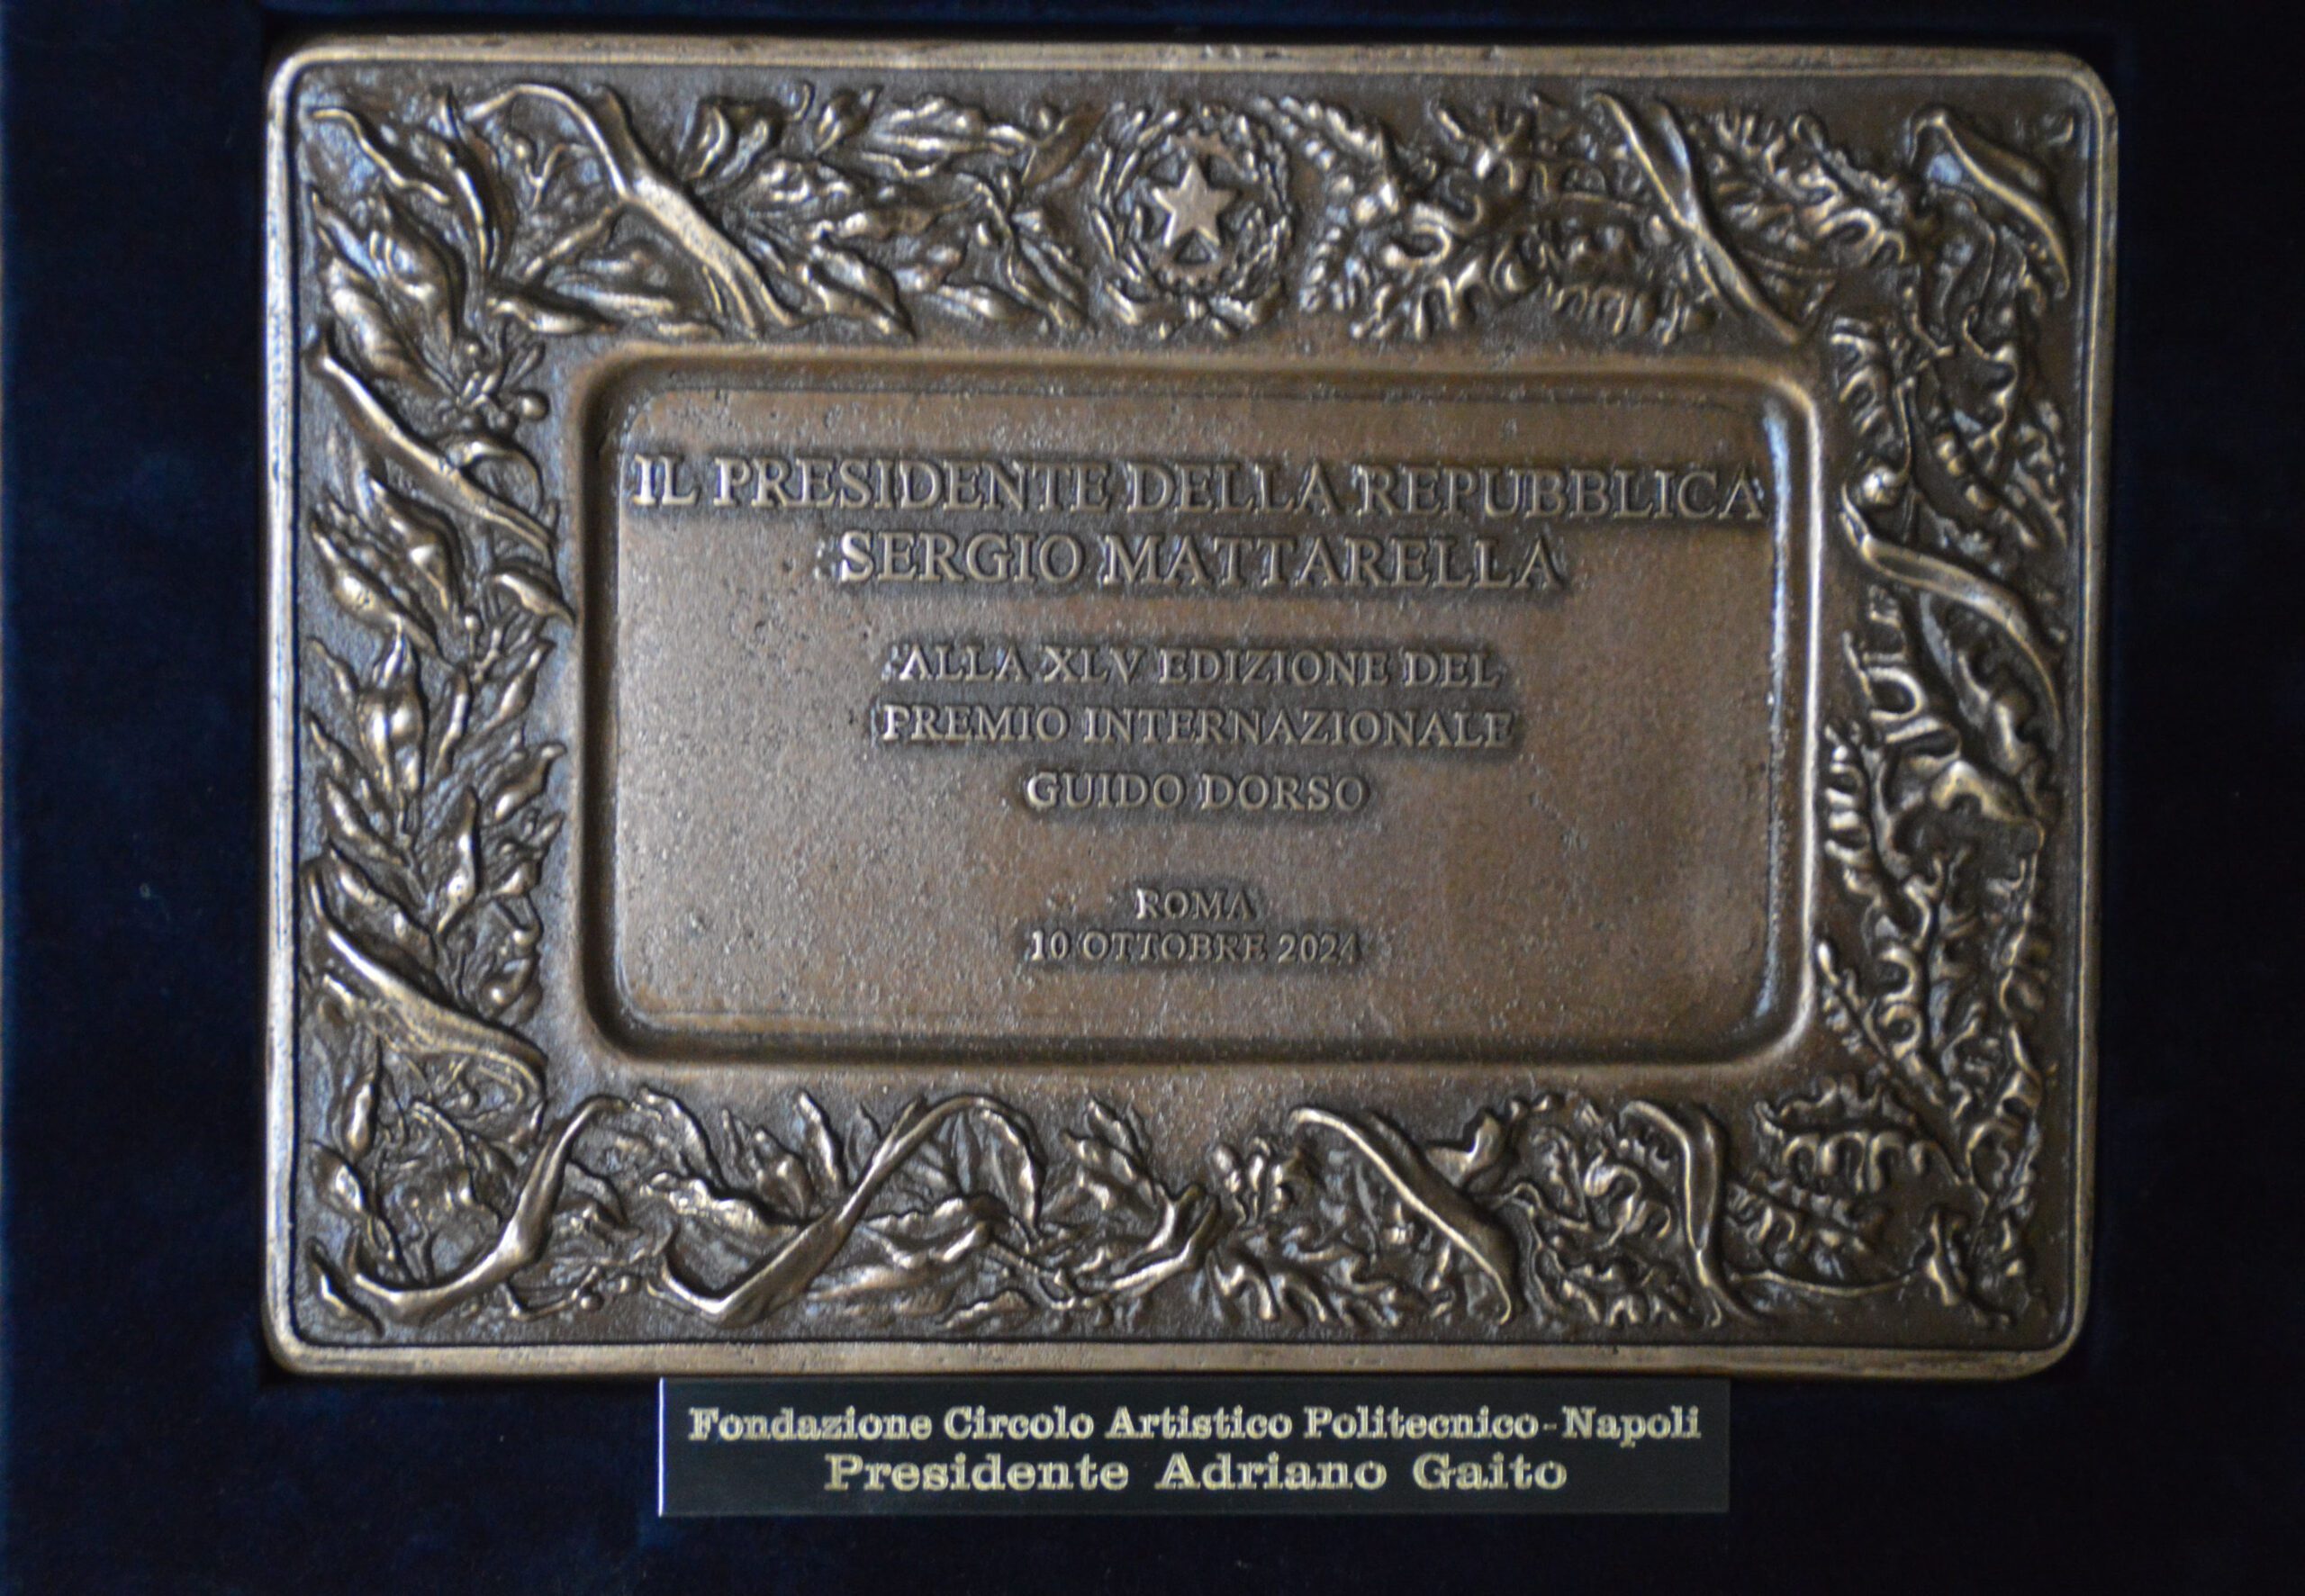 IL PRESIDENTE DELLA REPUBBLICA
SERGIO MATTARELLA
ALLA XLV EDIZIONE DEL
PREMIO INTERNAZIONALE
GUIDO DORSO
ROMA
10 OTTOBRE 2024
Fondazione Circolo Artistico Politecnico-Napoli
Presidente Adriano Gaito